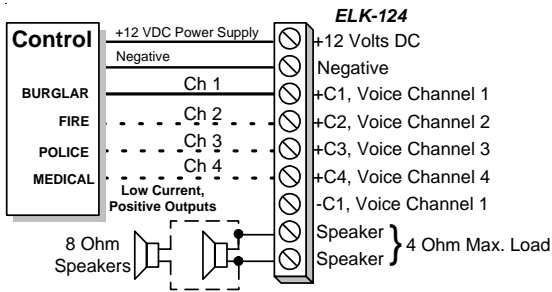 ELK-124
Control
+12 VDC Power Supply
+12 Volts DC
Negative
Negative
BURGLAR
Ch 1
+C1, Voice Channel 1
FIRE
Ch 2
+C2, Voice Channel 2
POLICE
Ch 3
+C3, Voice Channel 3
MEDICAL
Ch 4
+C4, Voice Channel 4
Low Current,
Positive Outputs
-C1, Voice Channel 1
8 Ohm
Speakers
Speaker
Speaker
} 4 Ohm Max. Load